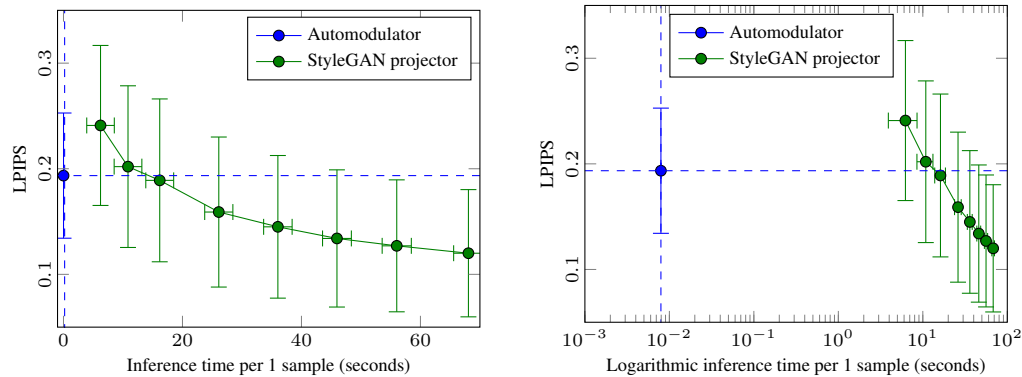 Automodulator
StyleGAN projector
0.3
0.2
0.1
LPIPS
0
20
40
60
Inference time per 1 sample (seconds)
Automodulator
StyleGAN projector
0.3
0.2
0.1
LPIPS
10⁻³
10⁻²
10⁻¹
10⁰
10¹
10²
Logarithmic inference time per 1 sample (seconds)